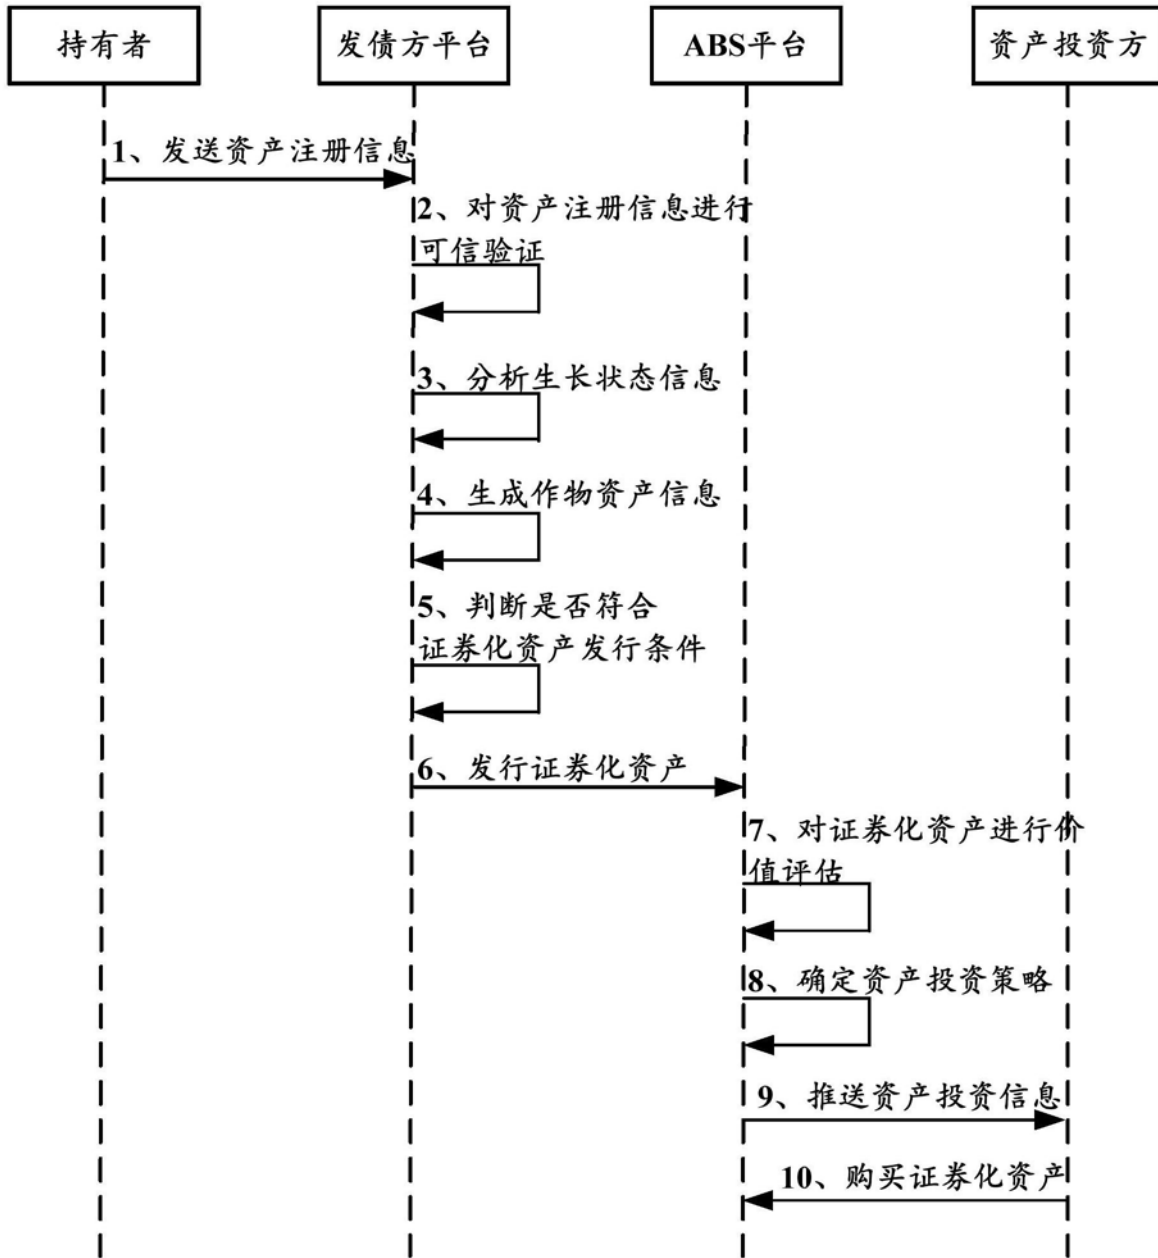 持有者
发债方平台
ABS平台
资产投资方
1、发送资产注册信息
2、对资产注册信息进行
可信验证
3、分析生长状态信息
4、生成作物资产信息
5、判断是否符合
证券化资产发行条件
6、发行证券化资产
7、对证券化资产进行价
值评估
8、确定资产投资策略
9、推送资产投资信息
10、购买证券化资产